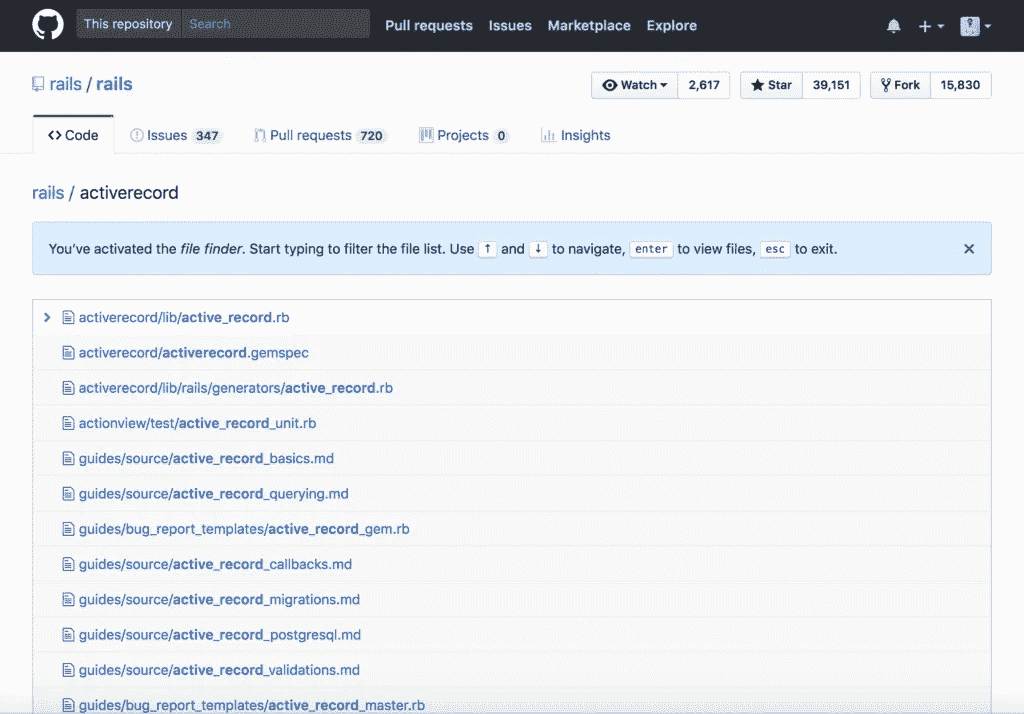 This repository Search Pull requests Issues Marketplace Explore
rails / rails Watch 2,617 Star 39,151 Fork 15,830
Code Issues 347 Pull requests 720 Projects 0 Insights
rails / activerecord
You’ve activated the file finder. Start typing to filter the file list. Use ↑ and ↓ to navigate, enter to view files, esc to exit.
activerecord/lib/active_record.rb
activerecord/activerecord.gemspec
activerecord/lib/rails/generators/active_record.rb
actionview/test/active_record_unit.rb
guides/source/active_record_basics.md
guides/source/active_record_querying.md
guides/bug_report_templates/active_record_gem.rb
guides/source/active_record_callbacks.md
guides/source/active_record_migrations.md
guides/source/active_record_postgresql.md
guides/source/active_record_validations.md
guides/bug_report_templates/active_record_master.rb